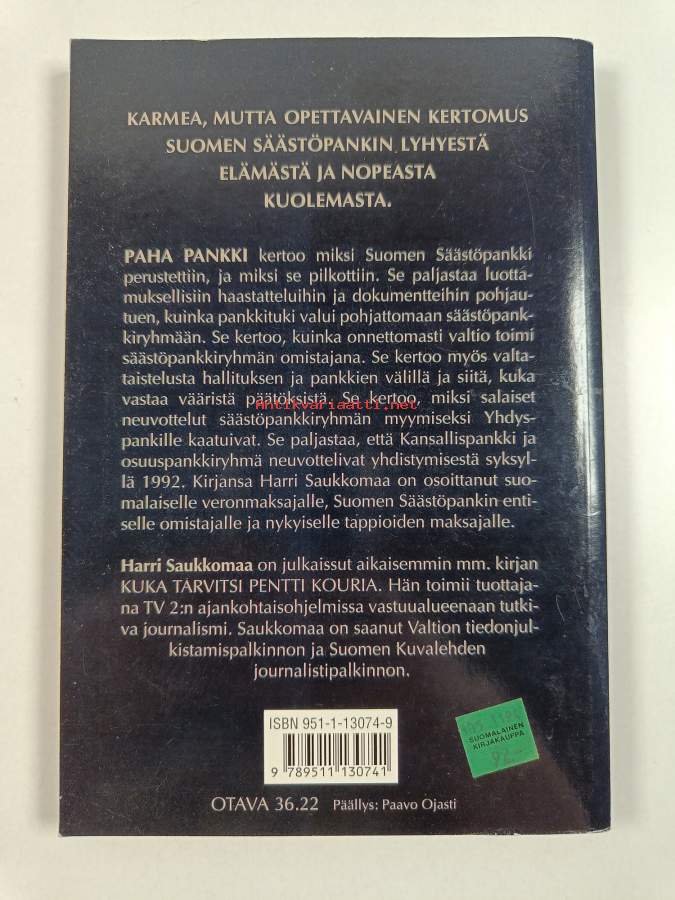 KARMEA, MUTTA OPETTAVAINEN KERTOMUS
SUOMEN SÄÄSTÖPANKIN LYHYESTÄ
ELÄMÄSTÄ JA NOPEASTA
KUOLEMASTA.
PAHA PANKKI kertoo miksi Suomen Säästöpankki
perustettiin, ja miksi se pilkottiin. Se paljastaa luotta-
muksellisiin haastatteluihin ja dokumentteihin pohjau-
tuen, kuinka pankkituki valui pohjattomaan säästöpank-
kiryhmään. Se kertoo, kuinka onnettomasti valtio toimi
säästöpankkiryhmän omistajana. Se kertoo myös valta-
taistelusta hallituksen ja pankkien välillä ja siitä, kuka
vastaa vääristä päätöksistä. Se kertoo, miksi salaiset
Antikvariaatti.net
neuvottelut säästöpankkiryhmän myymiseksi Yhdys-
pankille kaatuivat. Se paljastaa, että Kansallispankki ja
osuuspankkiryhmä neuvottelivat yhdistymisestä syksyl-
lä 1992. Kirjansa Harri Saukkomaa on osoittanut suo-
malaiselle veronmaksajalle, Suomen Säästöpankin enti-
selle omistajalle ja nykyiselle tappioiden maksajalle.
Harri Saukkomaa on julkaissut aikaisemmin mm. kirjan
KUKA TARVITSI PENTTI KOURIA. Hän toimii tuottaja-
na TV 2:n ajankohtaisohjelmissa vastuualueenaan tutki-
va journalismi. Saukkomaa on saanut Valtion tiedonjul-
kistamispalkinnon ja Suomen Kuvalehden
journalistipalkinnon.
ISBN 951-1-13074-9
9 789511 130741
SUOMALAINEN
KIRJAKAUPPA
92,—
OTAVA 36.22 Päällys: Paavo Ojasti